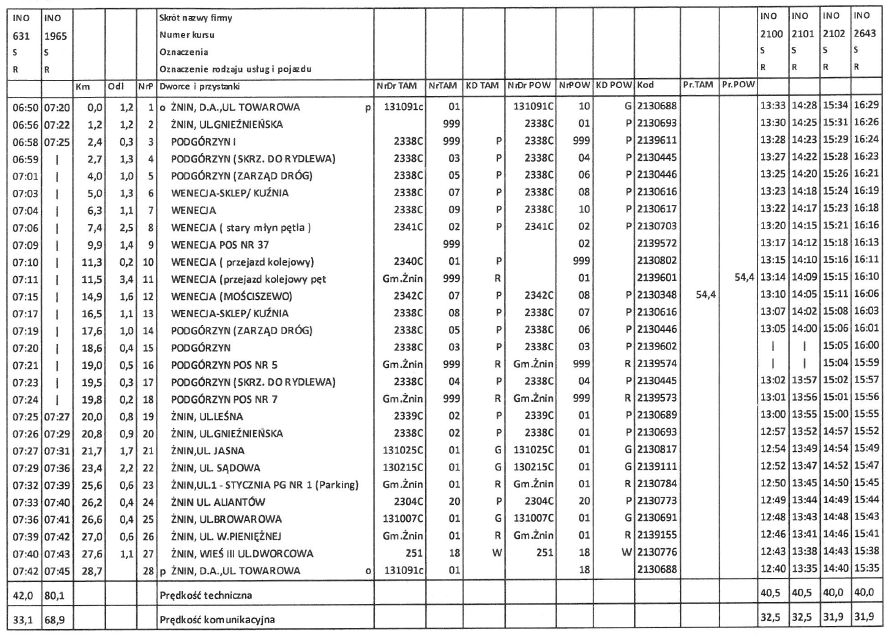 INO INO Skrót nazwy firmy INO INO INO INO
631 1965 Numer kursu 2100 2101 2102 2643
S S Oznaczenia S S S S
R R Oznaczenie rodzaju usług i pojazdu R R R R
Km Odl NrP Dworce i przystanki NrDr TAM NrTAM KD TAM NrDr POW NrPOW KD POW Kod Pr.TAM Pr.POW
06:50 07:20 0,0 1,2 1 o ŻNIN, D.A.,UL TOWAROWA p 131091c 01 131091C 10 G 2130688 13:33 14:28 15:34 16:29
06:56 07:22 1,2 1,2 2 ŻNIN, UL.GNIEŹNIEŃSKA 999 2338C 01 P 2130693 13:30 14:25 15:31 16:26
06:58 07:25 2,4 0,3 3 PODGÓRZYN I 2338C 999 P 2338C 999 P 2139611 13:28 14:23 15:29 16:24
06:59 | 2,7 1,3 4 PODGÓRZYN (SKRZ. DO RYDLEWA) 2338C 03 P 2338C 04 P 2130445 13:27 14:22 15:28 16:23
07:01 | 4,0 1,0 5 PODGÓRZYN (ZARZĄD DRÓG) 2338C 05 P 2338C 06 P 2130446 13:25 14:20 15:26 16:21
07:03 | 5,0 1,3 6 WENECJA-SKLEP/ KUŹNIA 2338C 07 P 2338C 08 P 2130616 13:23 14:18 15:24 16:19
07:04 | 6,3 1,1 7 WENECJA 2338C 09 P 2338C 10 P 2130617 13:22 14:17 15:23 16:18
07:06 | 7,4 2,5 8 WENECJA ( stary młyn pętla ) 2341C 02 P 2341C 02 P 2130703 13:20 14:15 15:21 16:16
07:09 | 9,9 1,4 9 WENECJA POS NR 37 999 02 2139572 13:17 14:12 15:18 16:13
07:10 | 11,3 0,2 10 WENECJA ( przejazd kolejowy) 2340C 01 P 999 2130802 13:15 14:10 15:16 16:11
07:11 | 11,5 3,4 11 WENECJA (przejazd kolejowy pęt Gm.Żnin 999 R 01 2139601 54,4 13:14 14:09 15:15 16:10
07:15 | 14,9 1,6 12 WENECJA (MOŚCISZEWO) 2342C 07 P 2342C 08 P 2130348 54,4 13:10 14:05 15:11 16:06
07:17 | 16,5 1,1 13 WENECJA-SKLEP/ KUŹNIA 2338C 08 P 2338C 07 P 2130616 13:07 14:02 15:08 16:03
07:19 | 17,6 1,0 14 PODGÓRZYN (ZARZĄD DRÓG) 2338C 05 P 2338C 05 P 2130446 13:05 14:00 15:06 16:01
07:20 | 18,6 0,4 15 PODGÓRZYN 2338C 03 P 2338C 03 P 2139602 | | 15:05 16:00
07:21 | 19,0 0,5 16 PODGÓRZYN POS NR 5 Gm.Żnin 999 R Gm.Żnin 999 R 2139574 | | 15:04 15:59
07:23 | 19,5 0,3 17 PODGÓRZYN (SKRZ. DO RYDLEWA) 2338C 04 P 2338C 04 P 2130445 13:02 13:57 15:02 15:57
07:24 | 19,8 0,2 18 PODGÓRZYN POS NR 7 Gm.Żnin 999 R Gm.Żnin 999 R 2139573 13:01 13:56 15:01 15:56
07:25 07:27 20,0 0,8 19 ŻNIN, UL.LEŚNA 2339C 02 P 2339C 01 P 2130689 13:00 13:55 15:00 15:55
07:26 07:29 20,8 0,9 20 ŻNIN, UL.GNIEŹNIEŃSKA 2338C 02 P 2338C 01 P 2130693 12:57 13:52 14:57 15:52
07:27 07:31 21,7 1,7 21 ŻNIN,UL. JASNA 131025C 01 G 131025C 01 G 2130817 12:54 13:49 14:54 15:49
07:29 07:36 23,4 2,2 22 ŻNIN, UL. SĄDOWA 130215C 01 G 130215C 01 G 2139111 12:52 13:47 14:52 15:47
07:32 07:39 25,6 0,6 23 ŻNIN,UL.1 - STYCZNIA PG NR 1 (Parking) Gm.Żnin 01 R Gm.Żnin 01 R 2130784 12:50 13:45 14:50 15:45
07:33 07:40 26,2 0,4 24 ŻNIN UL. ALIANTÓW 2304C 20 P 2304C 20 P 2130773 12:49 13:44 14:49 15:44
07:36 07:41 26,6 0,4 25 ŻNIN, UL.BROWAROWA 131007C 01 G 131007C 01 G 2130691 12:48 13:43 14:48 15:43
07:39 07:42 27,0 0,6 26 ŻNIN, UL. W.PIENIĘŻNEJ Gm.Żnin 01 R Gm.Żnin 01 R 2139155 12:46 13:41 14:46 15:41
07:40 07:43 27,6 1,1 27 ŻNIN, WIEŚ III UL.DWORCOWA 251 18 W 251 18 W 2130776 12:43 13:38 14:43 15:38
07:42 07:45 28,7 28 p ŻNIN, D.A.,UL TOWAROWA o 131091c 01 18 2130688 12:40 13:35 14:40 15:35
42,0 80,1 Prędkość techniczna 40,5 40,5 40,0 40,0
33,1 68,9 Prędkość komunikacyjna 32,5 32,5 31,9 31,9